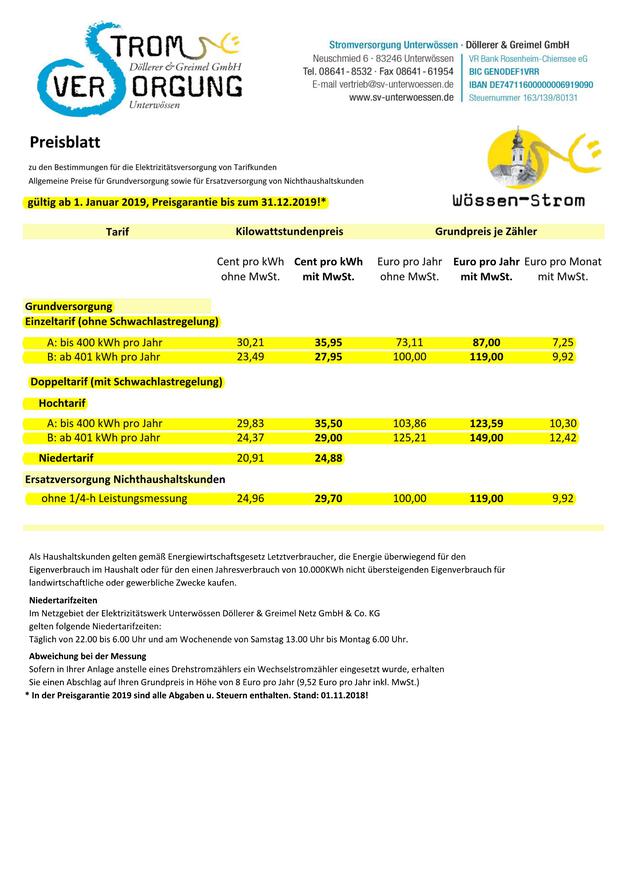 STROM
Döllerer & Greimel GmbH
VERSORGUNG
Unterwössen
Stromversorgung Unterwössen · Döllerer & Greimel GmbH
Neuschmied 6 · 83246 Unterwössen
Tel. 08641 - 8532 · Fax 08641 - 61954
E-mail vertrieb@sv-unterwoessen.de
www.sv-unterwoessen.de
VR Bank Rosenheim-Chiemsee eG
BIC GENODEF1VRR
IBAN DE74711600000006919090
Steuernummer 163/139/80131
Preisblatt
zu den Bestimmungen für die Elektrizitätsversorgung von Tarifkunden
Allgemeine Preise für Grundversorgung sowie für Ersatzversorgung von Nichthaushaltskunden
gültig ab 1. Januar 2019, Preisgarantie bis zum 31.12.2019!*
Wössen-Strom
Tarif Kilowattstundenpreis Grundpreis je Zähler
Cent pro kWh Cent pro kWh Euro pro Jahr Euro pro Jahr Euro pro Monat
ohne MwSt. mit MwSt. ohne MwSt. mit MwSt. mit MwSt.
Grundversorgung
Einzeltarif (ohne Schwachlastregelung)
A: bis 400 kWh pro Jahr 30,21 35,95 73,11 87,00 7,25
B: ab 401 kWh pro Jahr 23,49 27,95 100,00 119,00 9,92
Doppeltarif (mit Schwachlastregelung)
Hochtarif
A: bis 400 kWh pro Jahr 29,83 35,50 103,86 123,59 10,30
B: ab 401 kWh pro Jahr 24,37 29,00 125,21 149,00 12,42
Niedertarif 20,91 24,88
Ersatzversorgung Nichthaushaltskunden
ohne 1/4-h Leistungsmessung 24,96 29,70 100,00 119,00 9,92
Als Haushaltskunden gelten gemäß Energiewirtschaftsgesetz Letztverbraucher, die Energie überwiegend für den
Eigenverbrauch im Haushalt oder für den einen Jahresverbrauch von 10.000KWh nicht übersteigenden Eigenverbrauch für
landwirtschaftliche oder gewerbliche Zwecke kaufen.
Niedertarifzeiten
Im Netzgebiet der Elektrizitätswerk Unterwössen Döllerer & Greimel Netz GmbH & Co. KG
gelten folgende Niedertarifzeiten:
Täglich von 22.00 bis 6.00 Uhr und am Wochenende von Samstag 13.00 Uhr bis Montag 6.00 Uhr.
Abweichung bei der Messung
Sofern in Ihrer Anlage anstelle eines Drehstromzählers ein Wechselstromzähler eingesetzt wurde, erhalten
Sie einen Abschlag auf Ihren Grundpreis in Höhe von 8 Euro pro Jahr (9,52 Euro pro Jahr inkl. MwSt.)
* In der Preisgarantie 2019 sind alle Abgaben u. Steuern enthalten. Stand: 01.11.2018!